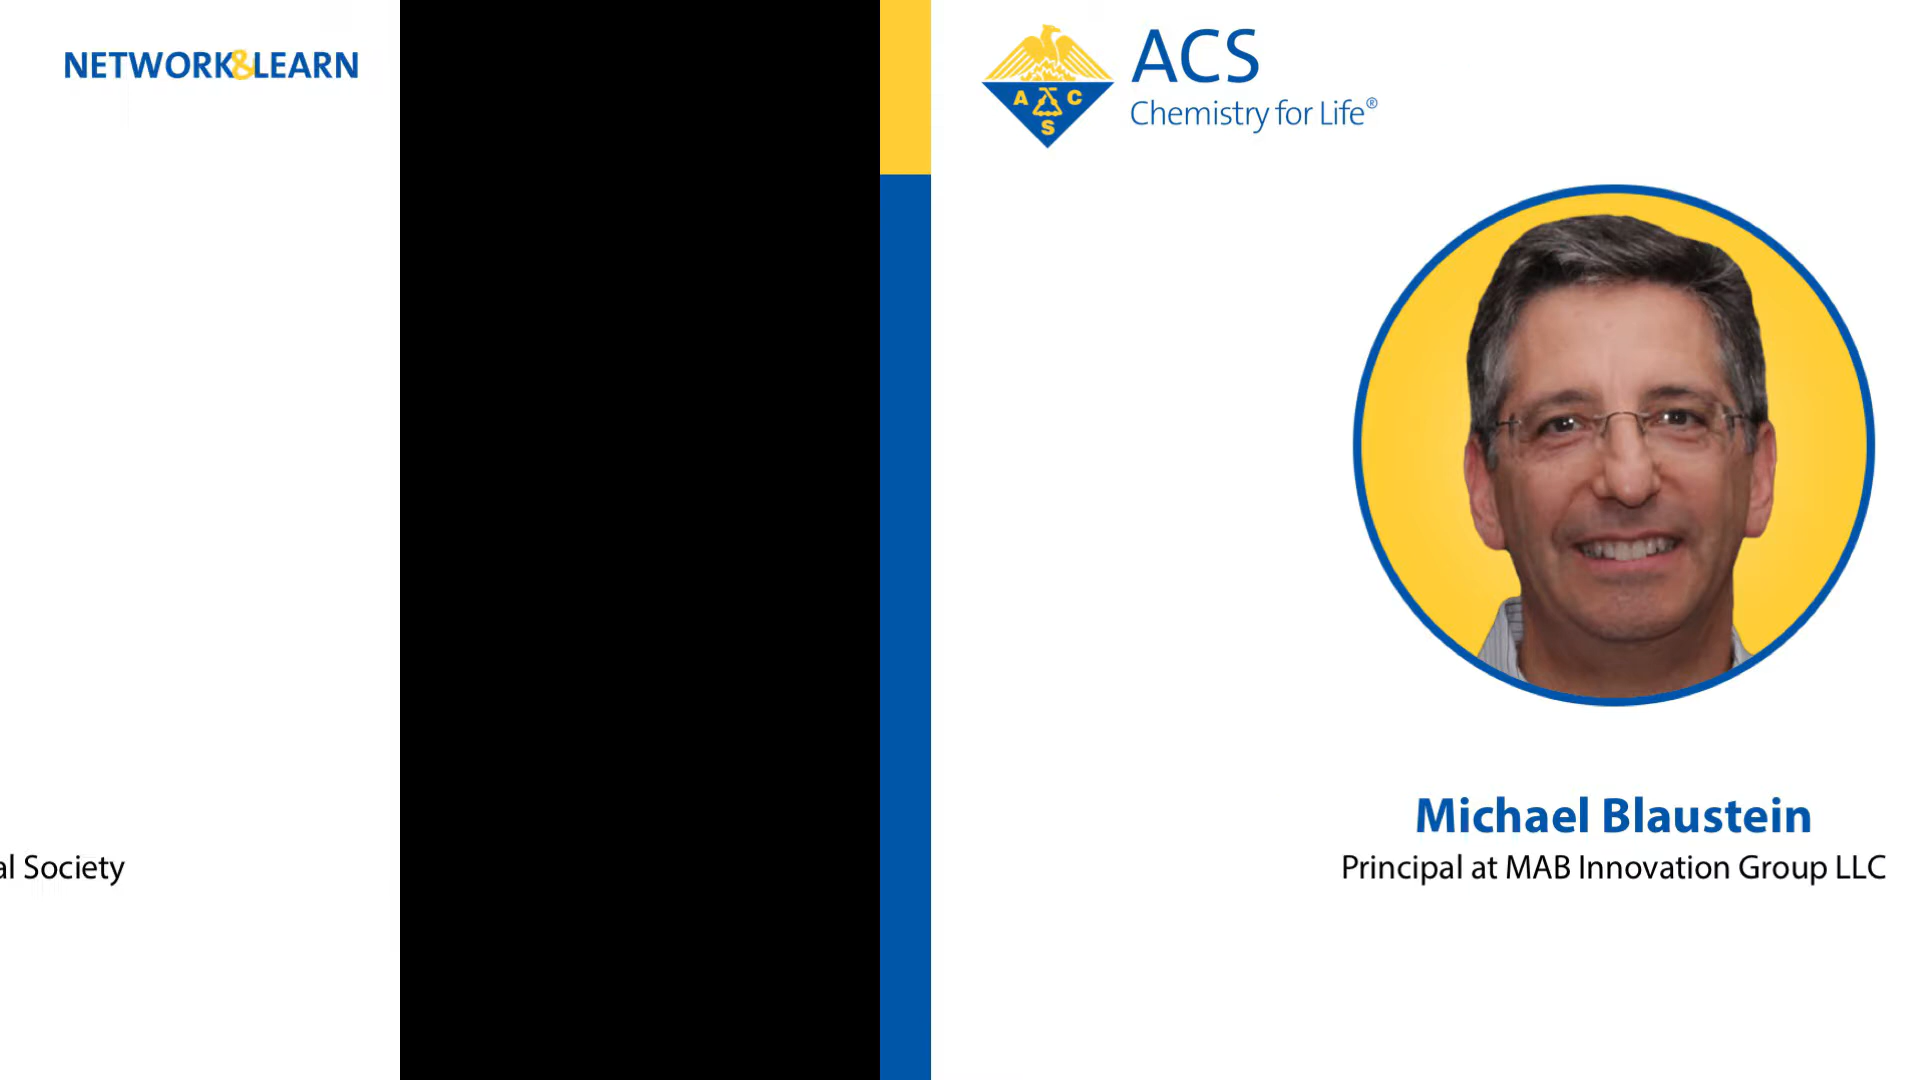 NETWORK&LEARN
al Society
ACS
Chemistry for Life®
A C
S
Michael Blaustein
Principal at MAB Innovation Group LLC